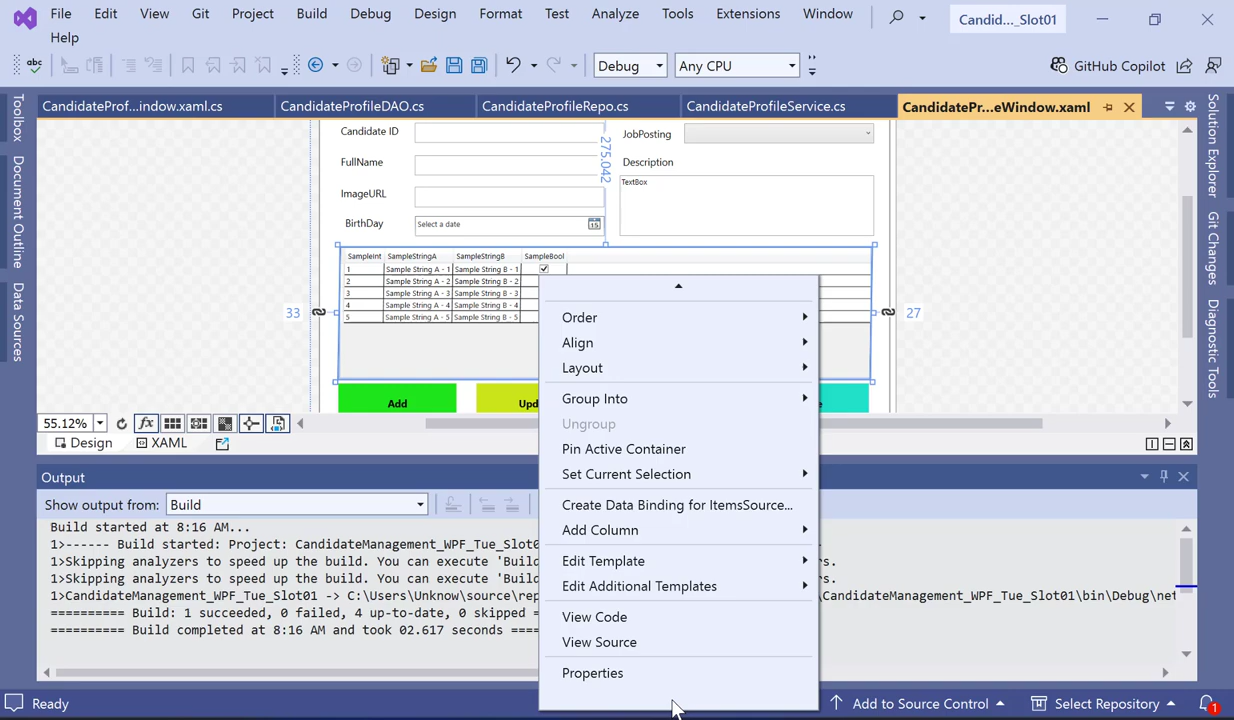 File Edit View Git Project Build Debug Design Format Test Analyze Tools Extensions Window Candid..._Slot01
Help
Debug Any CPU GitHub Copilot
CandidateProf...indow.xaml.cs CandidateProfileDAO.cs CandidateProfileRepo.cs CandidateProfileService.cs CandidatePr...eWindow.xaml
Toolbox
Document Outline
Data Sources
Solution Explorer
Git Changes
Diagnostic Tools
Candidate ID
FullName
ImageURL
BirthDay Select a date 15
275.042
JobPosting
Description
TextBox
SampleInt SampleStringA SampleStringB SampleBool
1 Sample String A - 1 Sample String B - 1
2 Sample String A - 2 Sample String B - 2
3 Sample String A - 3 Sample String B - 3
4 Sample String A - 4 Sample String B - 4
5 Sample String A - 5 Sample String B - 5
33
27
Add
Order
Align
Layout
Group Into
Ungroup
Pin Active Container
Set Current Selection
Create Data Binding for ItemsSource...
Add Column
Edit Template
Edit Additional Templates
View Code
View Source
Properties
55.12%
Design XAML
Output
Show output from: Build
Build started at 8:16 AM...
1>------ Build started: Project: CandidateManagement_WPF_Tue_Slot0
1>Skipping analyzers to speed up the build. You can execute 'Buil
1>Skipping analyzers to speed up the build. You can execute 'Buil
1>CandidateManagement_WPF_Tue_Slot01 -> C:\Users\Unknow\source\rep
\CandidateManagement_WPF_Tue_Slot01\bin\Debug\net
========== Build: 1 succeeded, 0 failed, 4 up-to-date, 0 skipped
========== Build completed at 8:16 AM and took 02.617 seconds
Ready Add to Source Control Select Repository 1